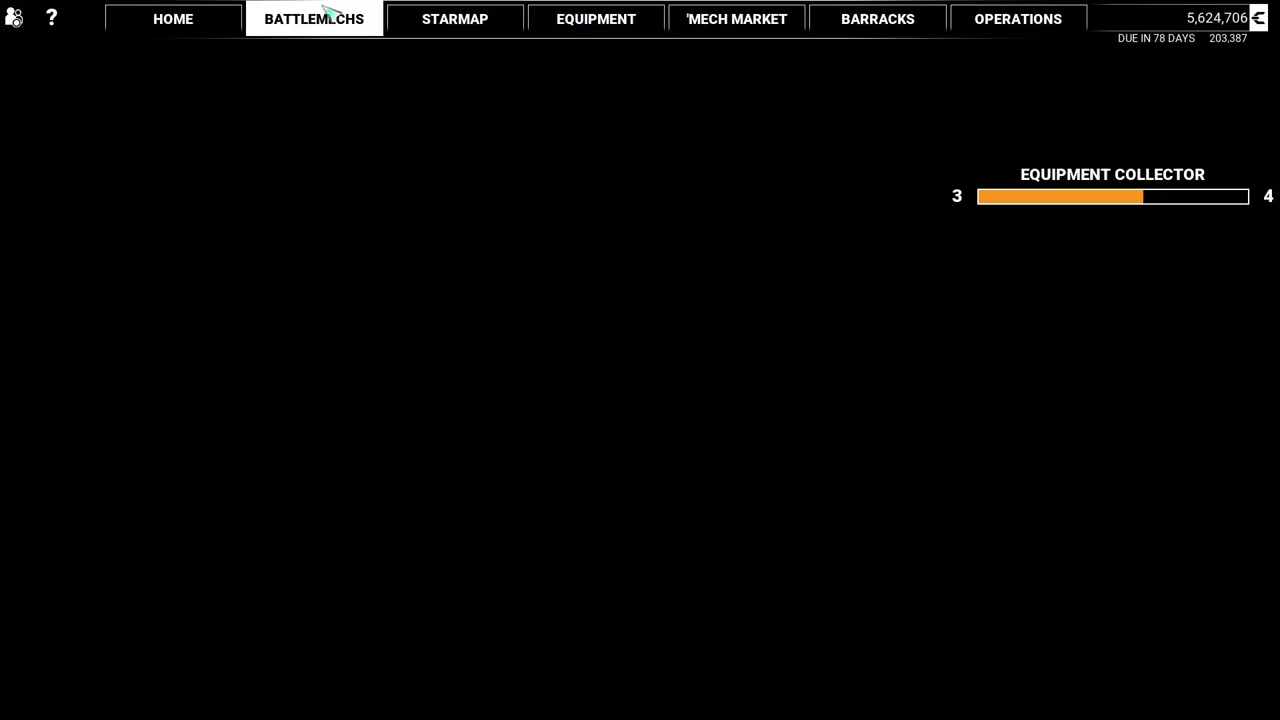 ?
HOME
BATTLEMECHS
STARMAP
EQUIPMENT
'MECH MARKET
BARRACKS
OPERATIONS
5,624,706
DUE IN 78 DAYS 203,387
EQUIPMENT COLLECTOR
3 4